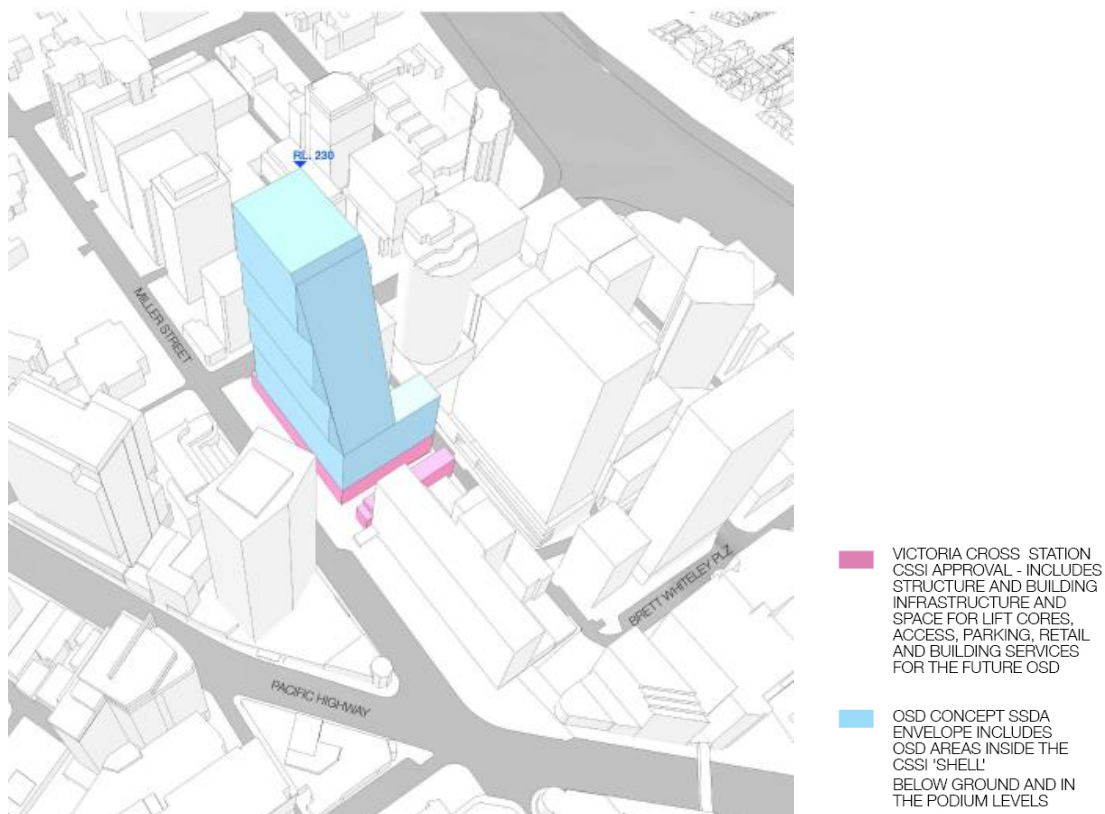 RL. 230
MILLER STREET
BRETT WHITELEY PLZ
PACIFIC HIGHWAY
VICTORIA CROSS STATION
CSSI APPROVAL - INCLUDES
STRUCTURE AND BUILDING
INFRASTRUCTURE AND
SPACE FOR LIFT CORES,
ACCESS, PARKING, RETAIL
AND BUILDING SERVICES
FOR THE FUTURE OSD
OSD CONCEPT SSDA
ENVELOPE INCLUDES
OSD AREAS INSIDE THE
CSSI 'SHELL'
BELOW GROUND AND IN
THE PODIUM LEVELS